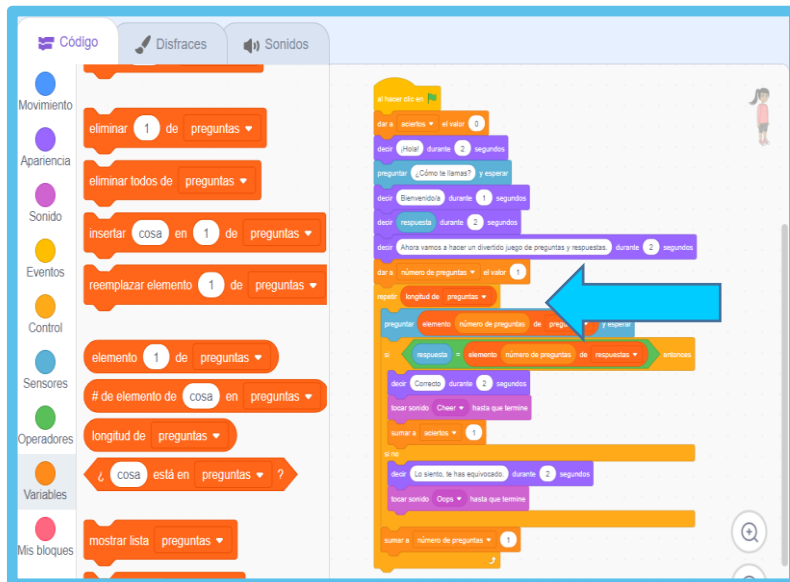 Código
Disfraces
Sonidos
Movimiento
Apariencia
Sonido
Eventos
Control
Sensores
Operadores
Variables
Mis bloques
eliminar 1 de preguntas
eliminar todos de preguntas
insertar cosa en 1 de preguntas
reemplazar elemento 1 de preguntas
elemento 1 de preguntas
# de elemento de cosa en preguntas
longitud de preguntas
¿ cosa está en preguntas ?
mostrar lista preguntas
al hacer clic en
dar a aciertos el valor 0
decir ¡Hola! durante 2 segundos
preguntar ¿Cómo te llamas? y esperar
decir Bienvenido/a durante 1 segundos
decir respuesta durante 2 segundos
decir Ahora vamos a hacer un divertido juego de preguntas y respuestas. durante 2 segundos
dar a número de preguntas el valor 1
repetir longitud de preguntas
preguntar elemento número de preguntas de y esperar
si respuesta = elemento número de preguntas de respuestas entonces
decir Correcto durante 2 segundos
tocar sonido Cheer hasta que termine
sumar a aciertos 1
si no
decir Lo siento, te has equivocado. durante 2 segundos
tocar sonido Oops hasta que termine
sumar a número de preguntas 1